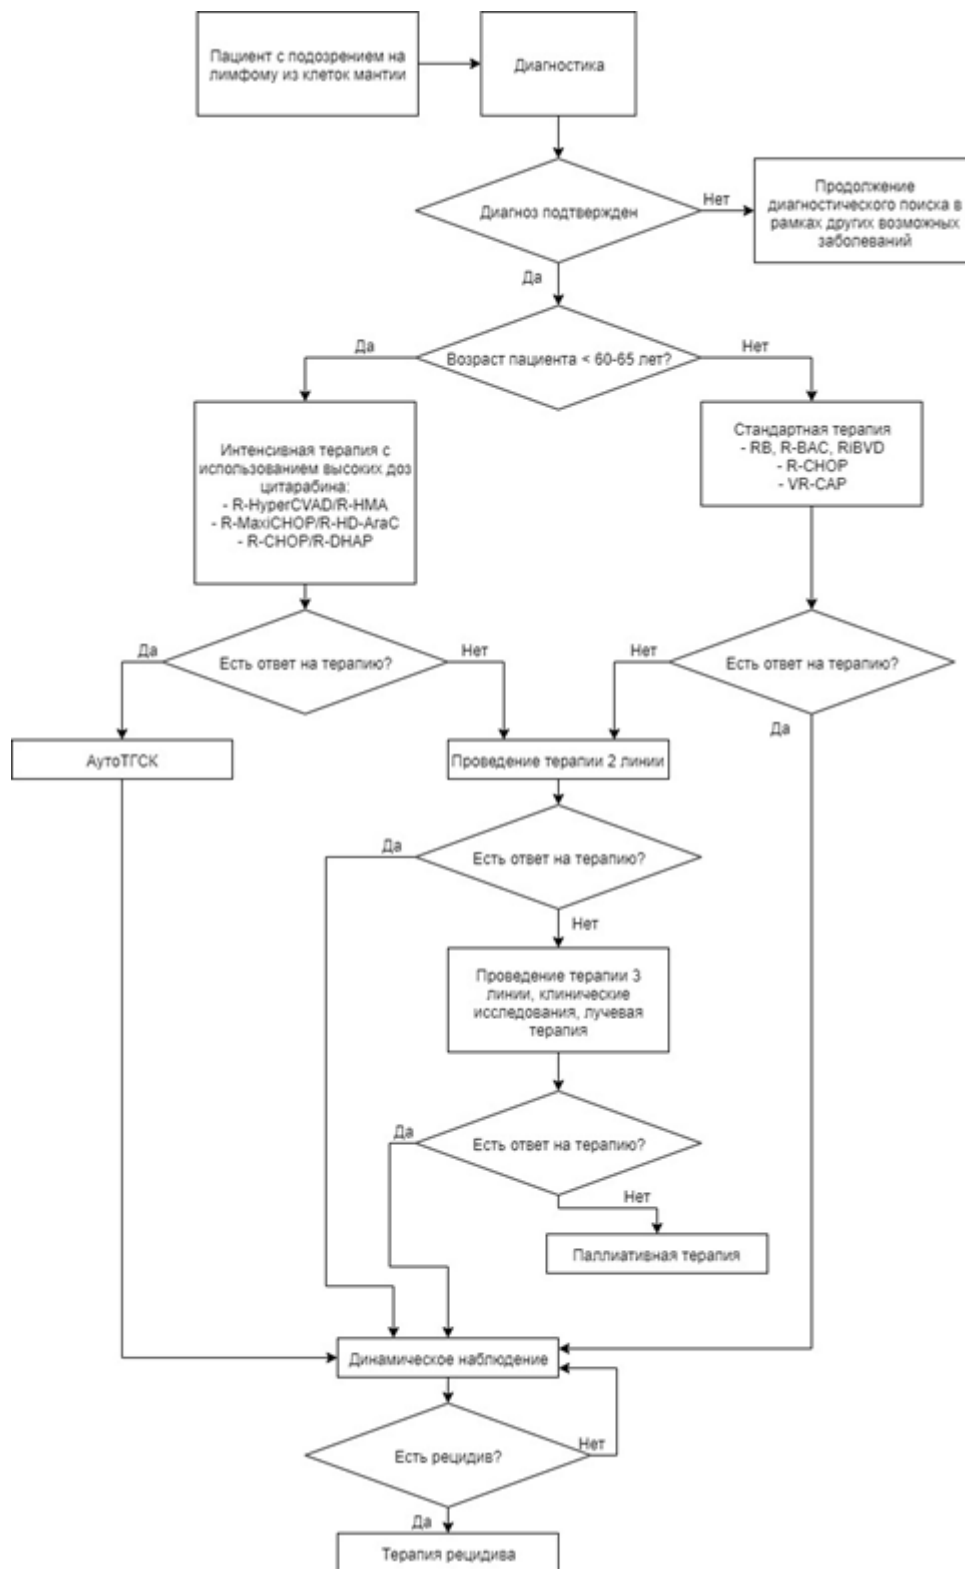 Пациент с подозрением на
лимфому из клеток мантии
Диагностика
Диагноз подтвержден
Нет
Продолжение
диагностического поиска в
рамках других возможных
заболеваний
Да
Возраст пациента < 60-65 лет?
Да
Нет
Интенсивная терапия с
использованием высоких доз
цитарабина:
- R-HyperCVAD/R-HMA
- R-MaxiCHOP/R-HD-AraC
- R-CHOP/R-DHAP
Стандартная терапия
- RB, R-BAC, RiBVD
- R-CHOP
- VR-CAP
Есть ответ на терапию?
Да
Нет
Есть ответ на терапию?
Нет
Да
АутоТГСК
Проведение терапии 2 линии
Есть ответ на терапию?
Да
Нет
Проведение терапии 3
линии, клинические
исследования, лучевая
терапия
Есть ответ на терапию?
Да
Нет
Паллиативная терапия
Динамическое наблюдение
Есть рецидив?
Нет
Да
Терапия рецидива